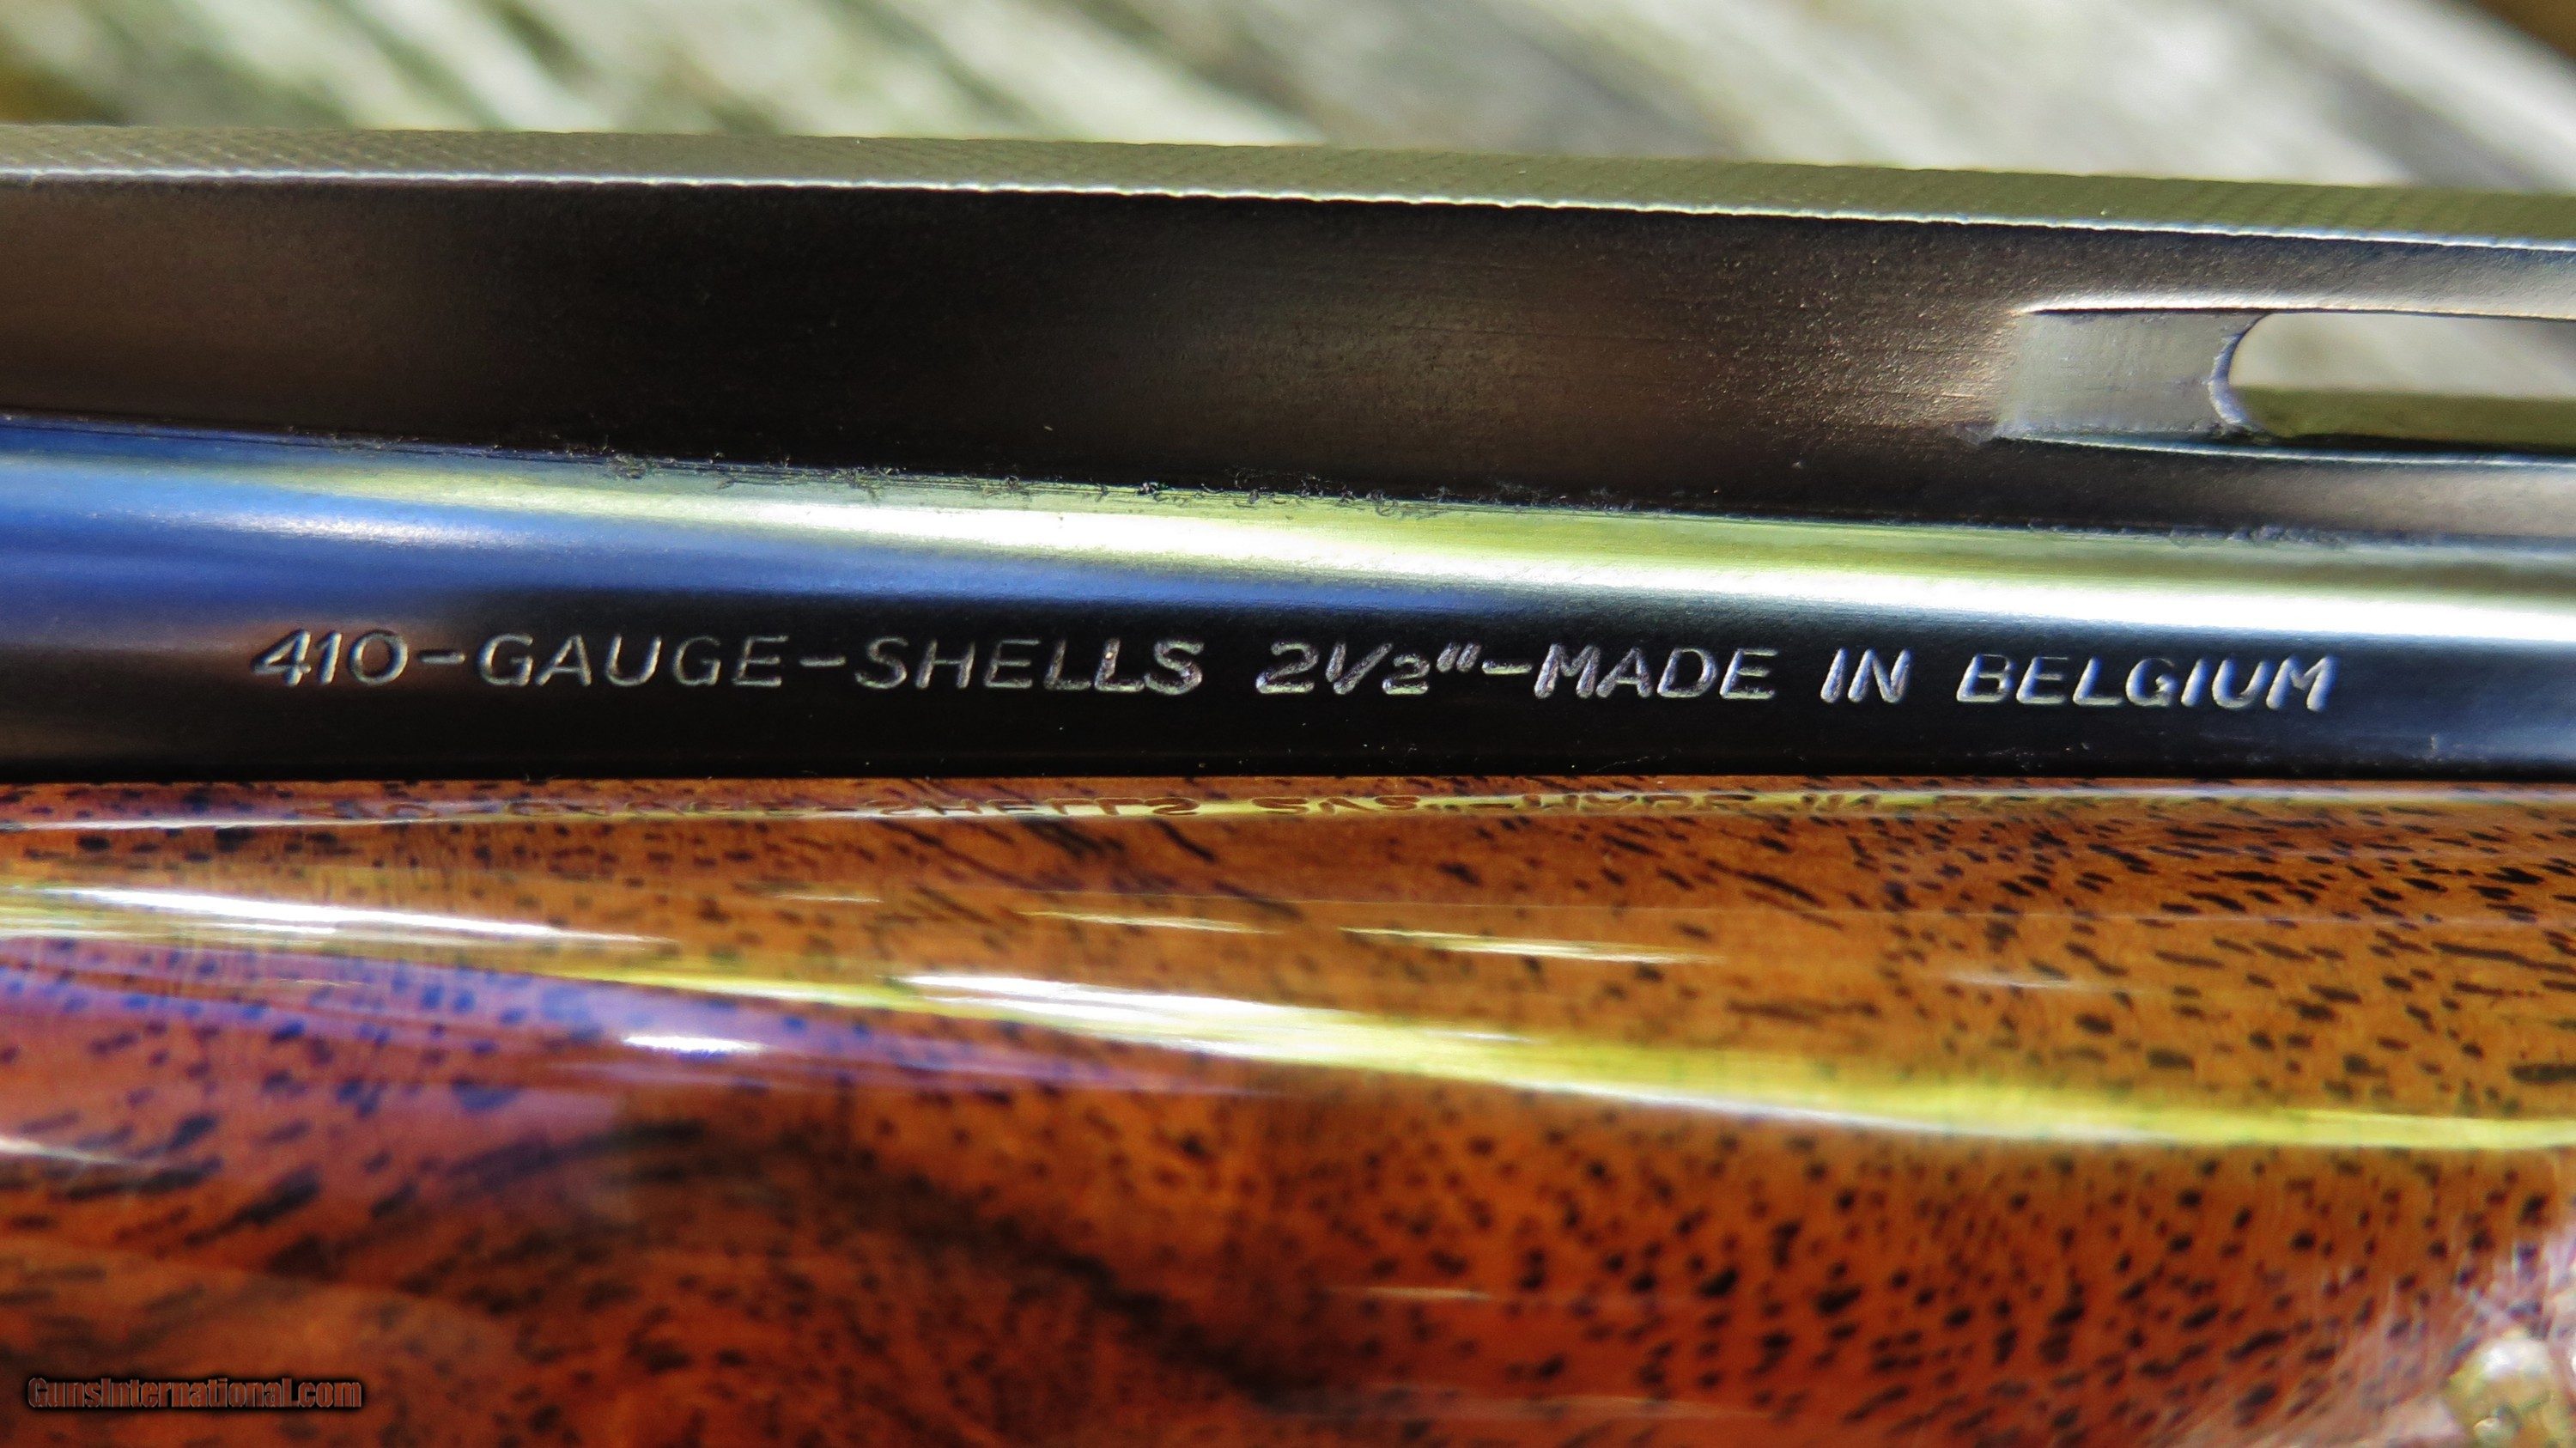 410-GAUGE-SHELLS 2½"-MADE IN BELGIUM
GunsInternational.com